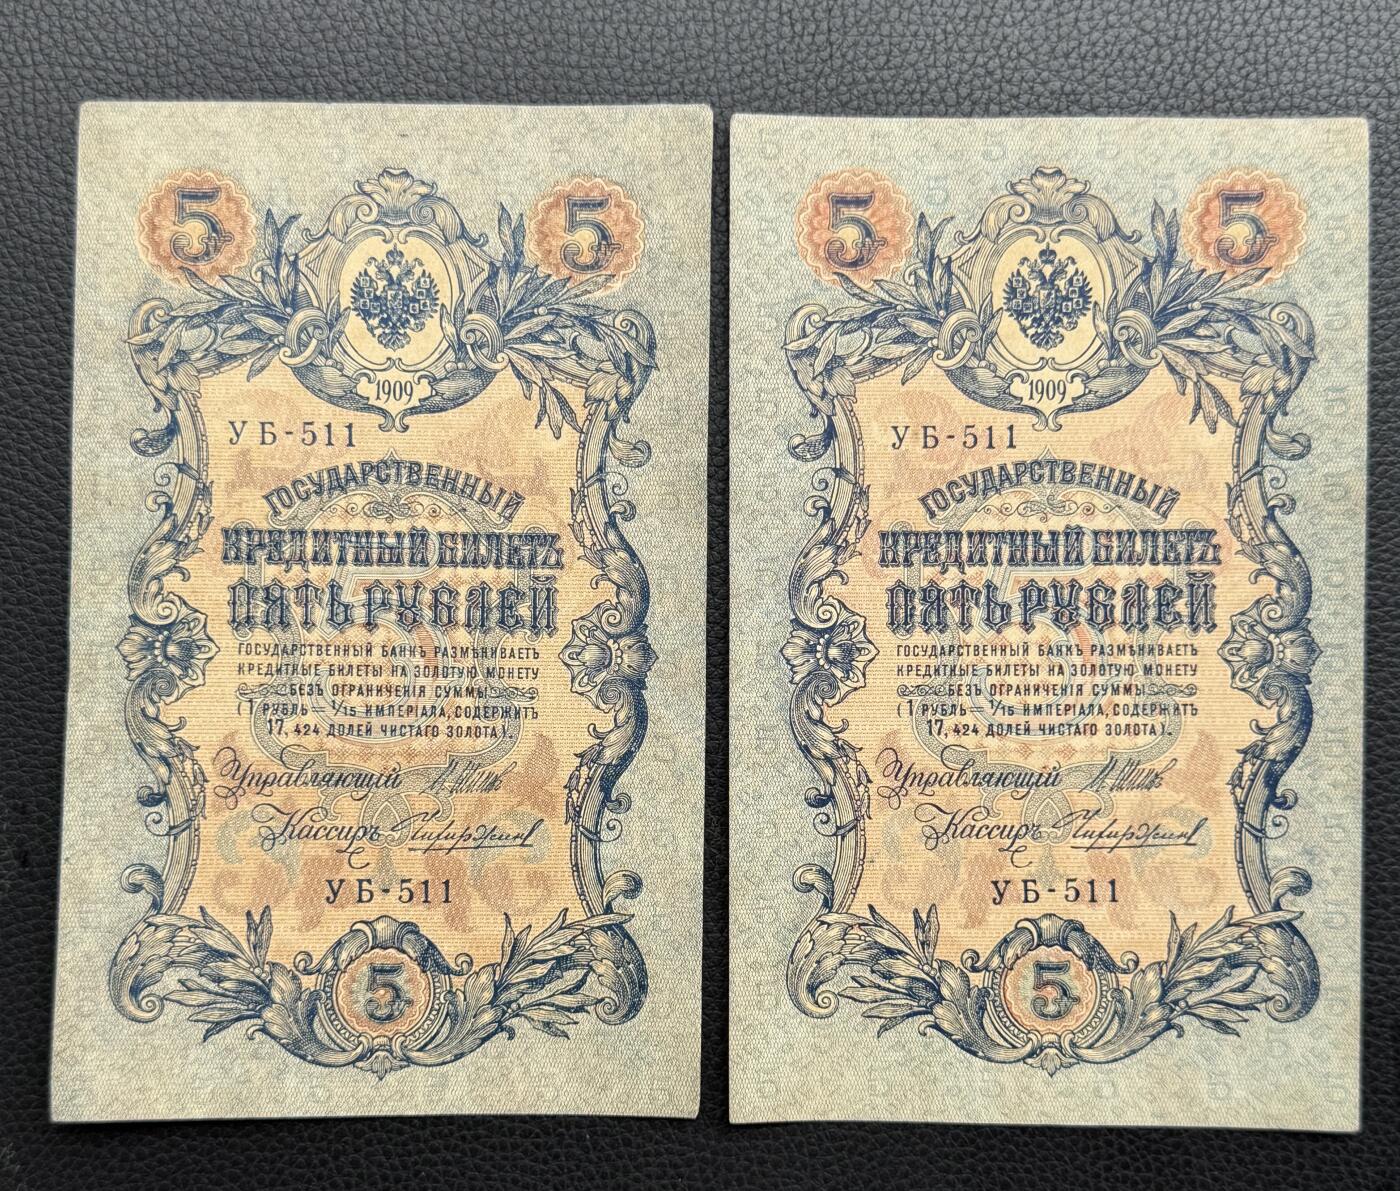 5 5
1909
УБ-511
ГОСУДАРСТВЕННЫЙ
КРЕДИТНЫЙ БИЛЕТЪ
ПЯТЬ РУБЛЕЙ
ГОСУДАРСТВЕННЫЙ БАНКЪ РАЗМѢНИВАЕТЪ
КРЕДИТНЫЕ БИЛЕТЫ НА ЗОЛОТУЮ МОНЕТУ
БЕЗЪ ОГРАНИЧЕНІЯ СУММЫ
(1 РУБЛЬ = 1/15 ИМПЕРІАЛА, СОДЕРЖИТЪ
17,424 ДОЛЕЙ ЧИСТАГО ЗОЛОТА).
Управляющій
Кассиръ
УБ-511
5
5 5
1909
УБ-511
ГОСУДАРСТВЕННЫЙ
КРЕДИТНЫЙ БИЛЕТЪ
ПЯТЬ РУБЛЕЙ
ГОСУДАРСТВЕННЫЙ БАНКЪ РАЗМѢНИВАЕТЪ
КРЕДИТНЫЕ БИЛЕТЫ НА ЗОЛОТУЮ МОНЕТУ
БЕЗЪ ОГРАНИЧЕНІЯ СУММЫ
(1 РУБЛЬ = 1/15 ИМПЕРІАЛА, СОДЕРЖИТЪ
17,424 ДОЛЕЙ ЧИСТАГО ЗОЛОТА).
Управляющій
Кассиръ
УБ-511
5